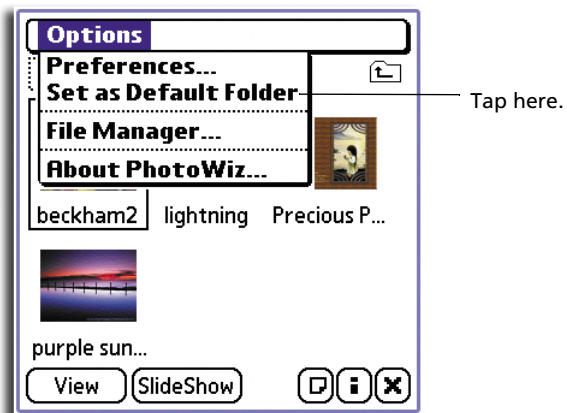 Options
Preferences...
Set as Default Folder
Tap here.
File Manager...
About PhotoWiz...
beckham2
lightning
Precious P...
purple sun...
View
SlideShow